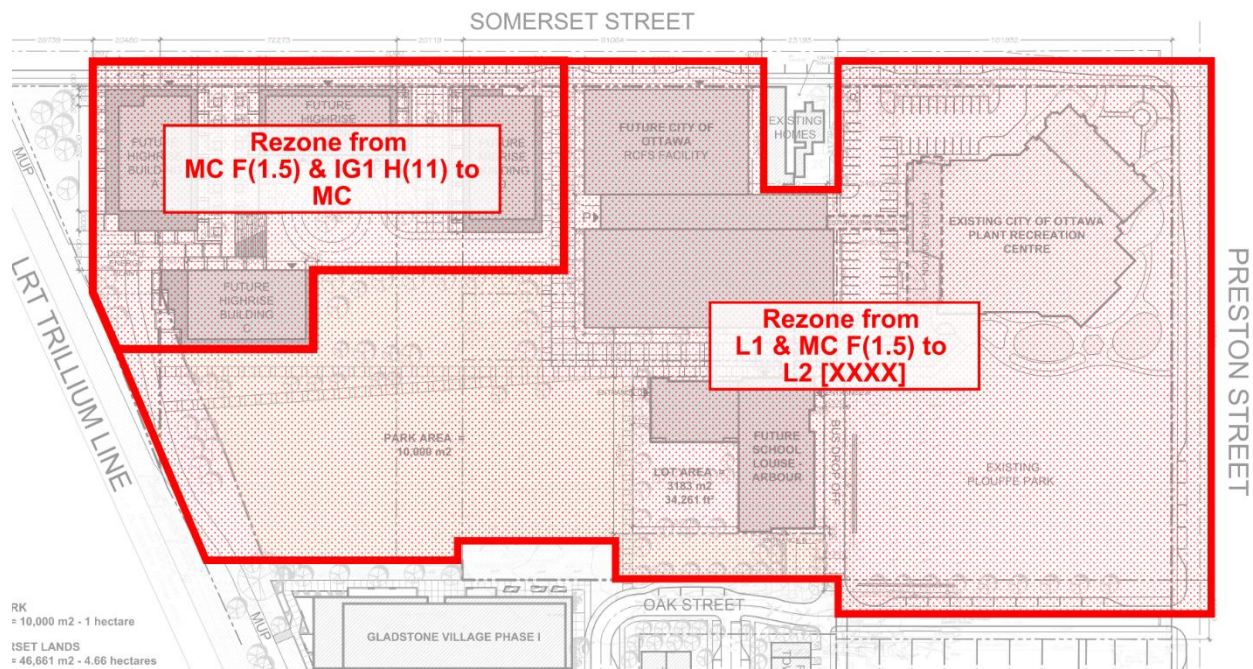 SOMERSET STREET
Rezone from
MC F(1.5) & IG1 H(11) to
MC
FUTURE
HIGHRISE
FUTURE
HIGHRISE
BUILDING
C
FUTURE CITY OF
OTTAWA
RCFS FACILITY
EXISTING
HOMES
P
EXISTING CITY OF OTTAWA
PLANT RECREATION
CENTRE
LRT TRILLIUM LINE
MUP
PRESTON STREET
Rezone from
L1 & MC F(1.5) to
L2 [XXXX]
PARK AREA =
10,000 m2
LOT AREA =
3183 m2
34,261 ft²
FUTURE
SCHOOL
LOUISE -
ARBOUR
BUS DROP OFF
EXISTING
PLOUFFE PARK
OAK STREET
MUP
GLADSTONE VILLAGE PHASE I
RK
= 10,000 m2 - 1 hectare
RSET LANDS
= 46,661 m2 - 4.66 hectares